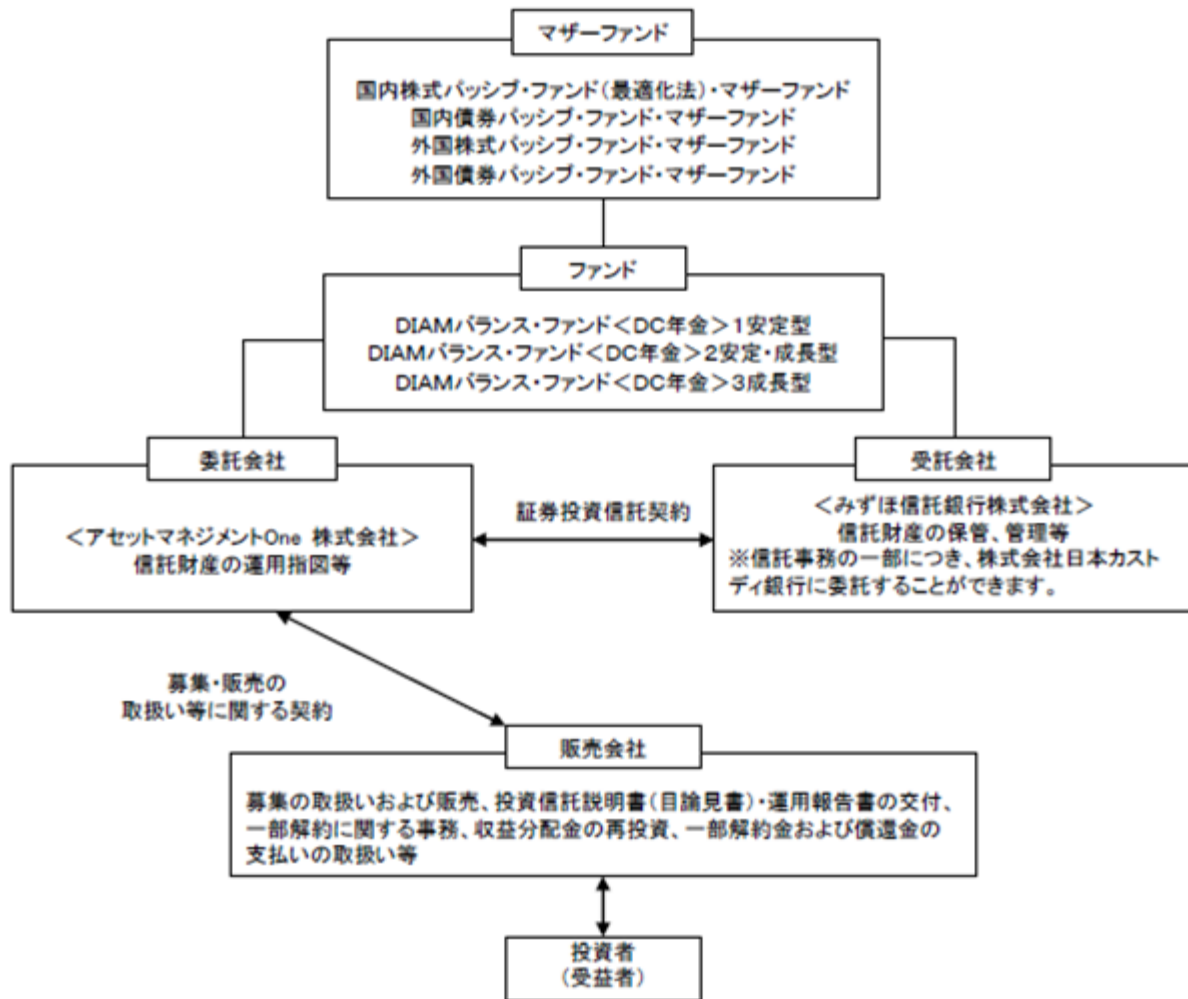 マザーファンド
国内株式パッシブ・ファンド(最適化法)・マザーファンド
国内債券パッシブ・ファンド・マザーファンド
外国株式パッシブ・ファンド・マザーファンド
外国債券パッシブ・ファンド・マザーファンド
ファンド
DIAMバランス・ファンド<DC年金>1安定型
DIAMバランス・ファンド<DC年金>2安定・成長型
DIAMバランス・ファンド<DC年金>3成長型
委託会社
<アセットマネジメントOne 株式会社>
信託財産の運用指図等
証券投資信託契約
受託会社
<みずほ信託銀行株式会社>
信託財産の保管、管理等
※信託事務の一部につき、株式会社日本カスト
ディ銀行に委託することができます。
募集・販売の
取扱い等に関する契約
販売会社
募集の取扱いおよび販売、投資信託説明書(目論見書)・運用報告書の交付、
一部解約に関する事務、収益分配金の再投資、一部解約金および償還金の
支払いの取扱い等
投資者
(受益者)